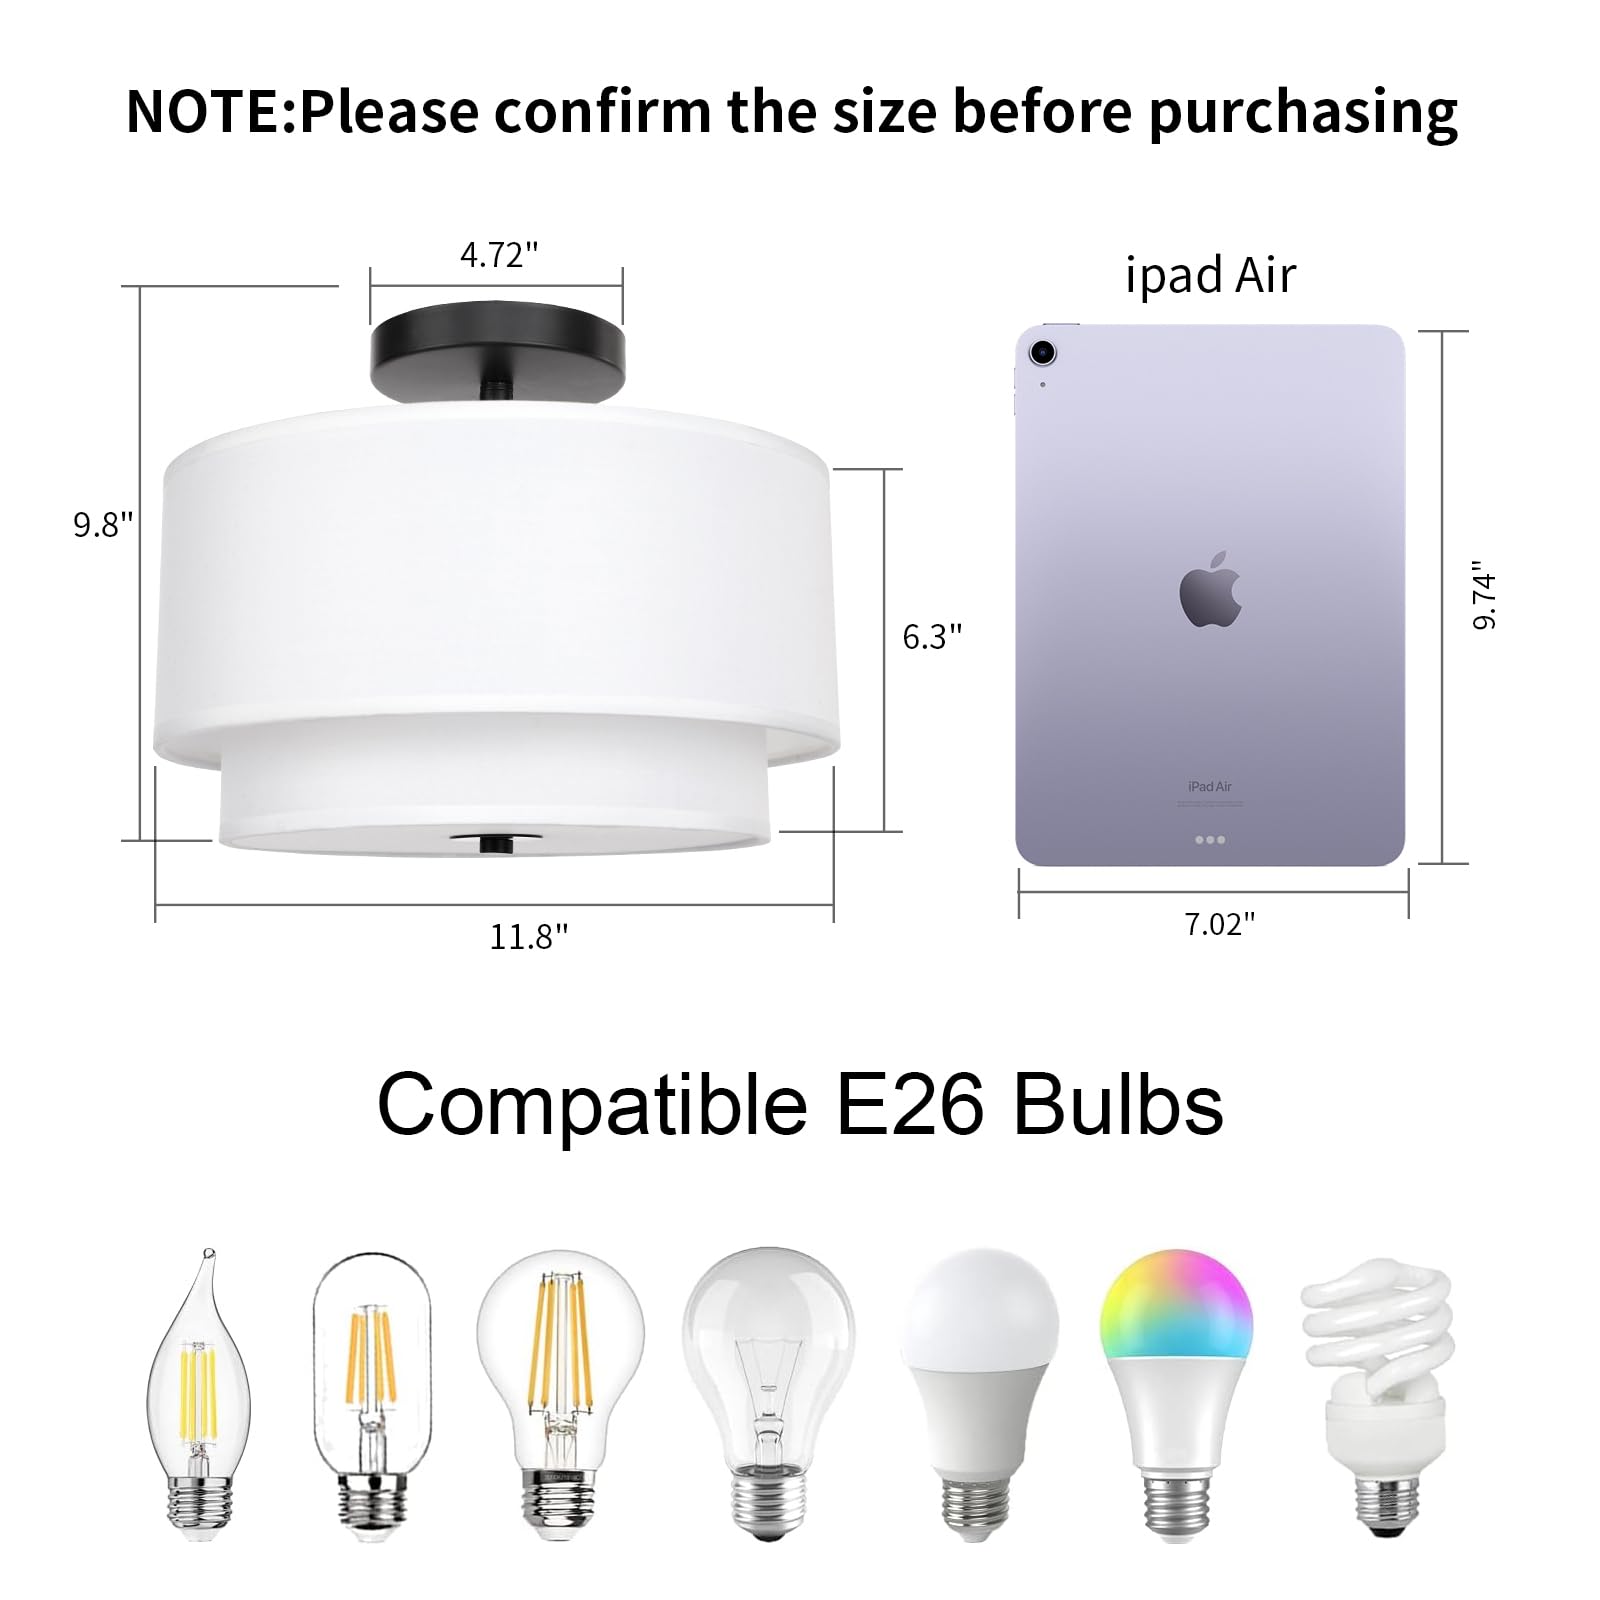 NOTE:Please confirm the size before purchasing
4.72"
ipad Air
9.8"
6.3"
9.74"
iPad Air
11.8"
7.02"
Compatible E26 Bulbs